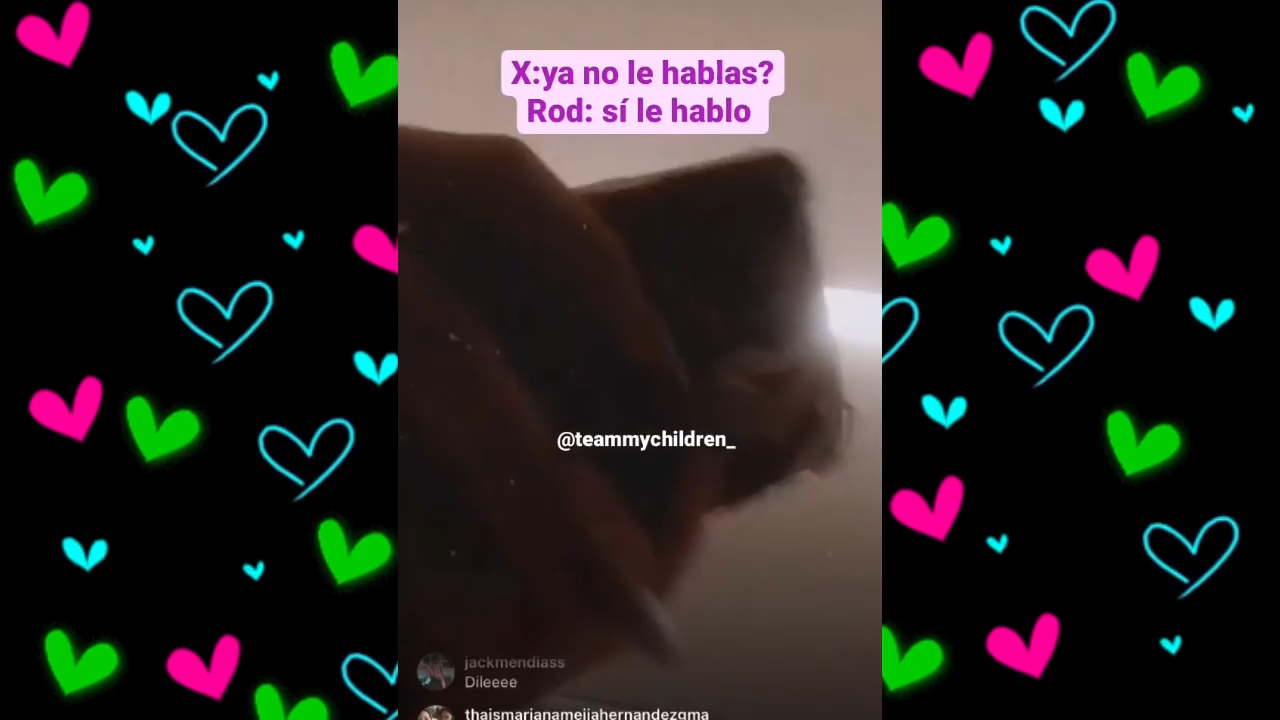 X:ya no le hablas?
Rod: sí le hablo
@teammychildren_
jackmendiass
Dileeee
thaismarianamejiahernandezgma